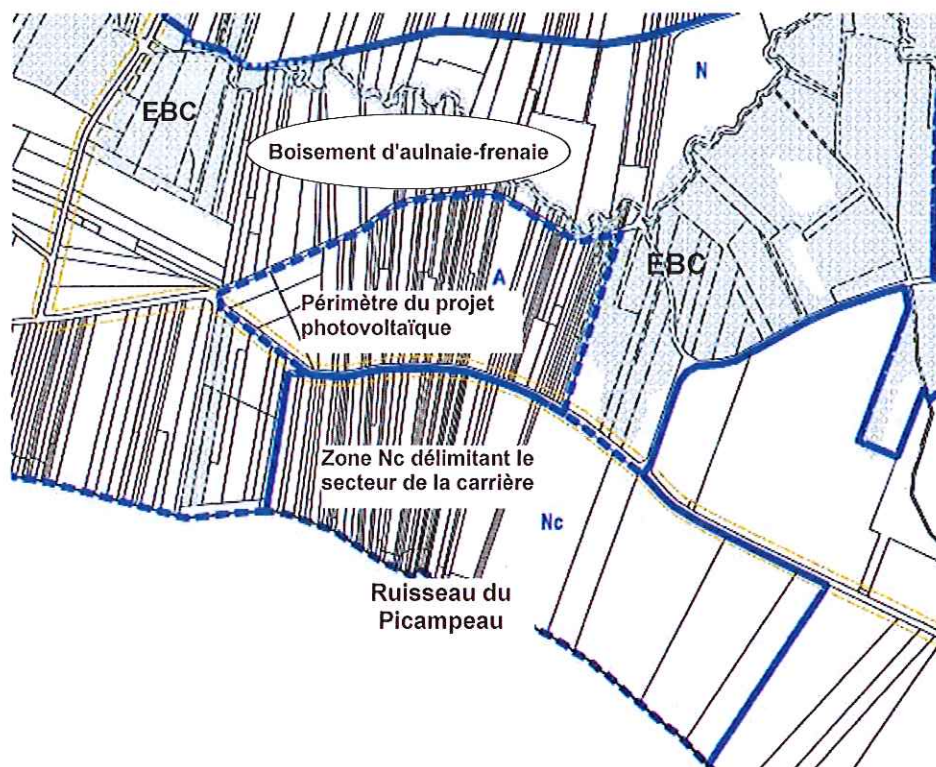 N
EBC
Boisement d'aulnaie-frenaie
EBC
A
Périmètre du projet
photovoltaïque
Zone Nc délimitant le
secteur de la carrière
Nc
Ruisseau du
Picampeau